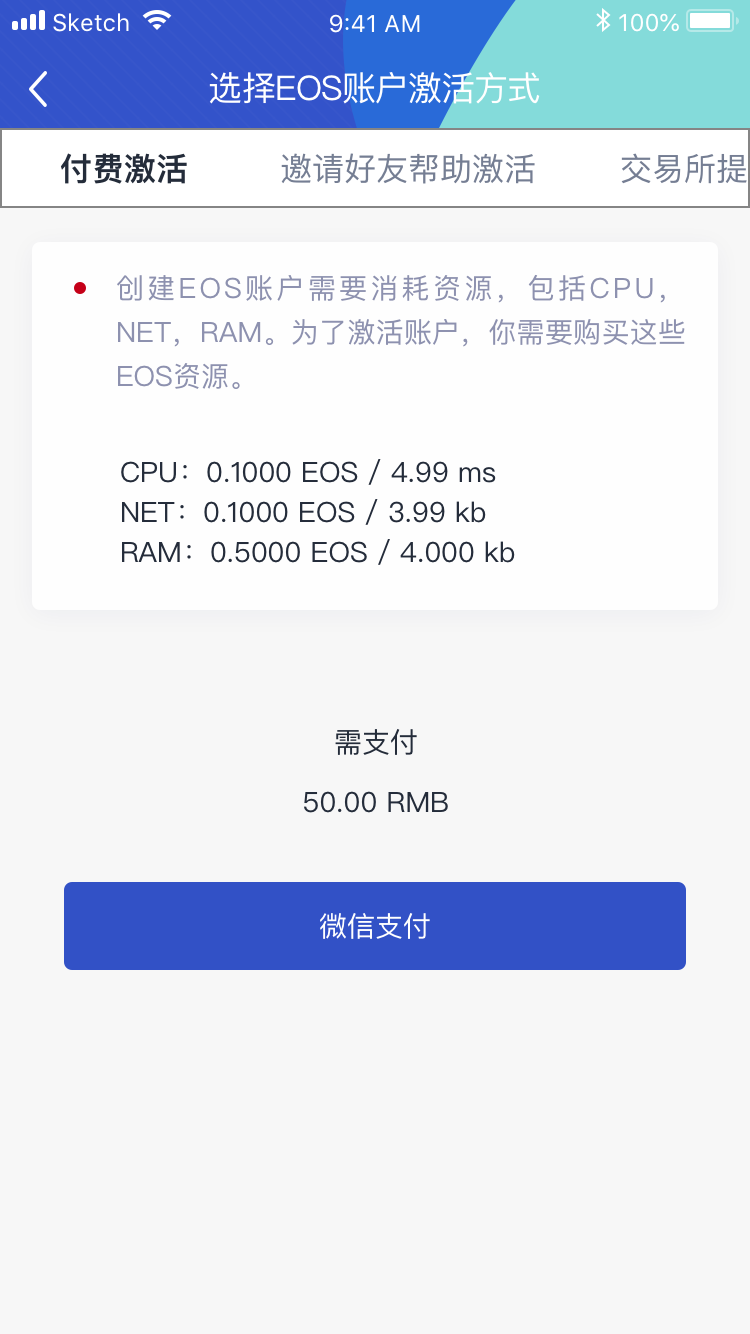 Sketch 9:41 AM 100%
选择EOS账户激活方式
付费激活 邀请好友帮助激活 交易所提
创建EOS账户需要消耗资源，包括CPU，
NET，RAM。为了激活账户，你需要购买这些
EOS资源。
CPU：0.1000 EOS / 4.99 ms
NET：0.1000 EOS / 3.99 kb
RAM：0.5000 EOS / 4.000 kb
需支付
50.00 RMB
微信支付